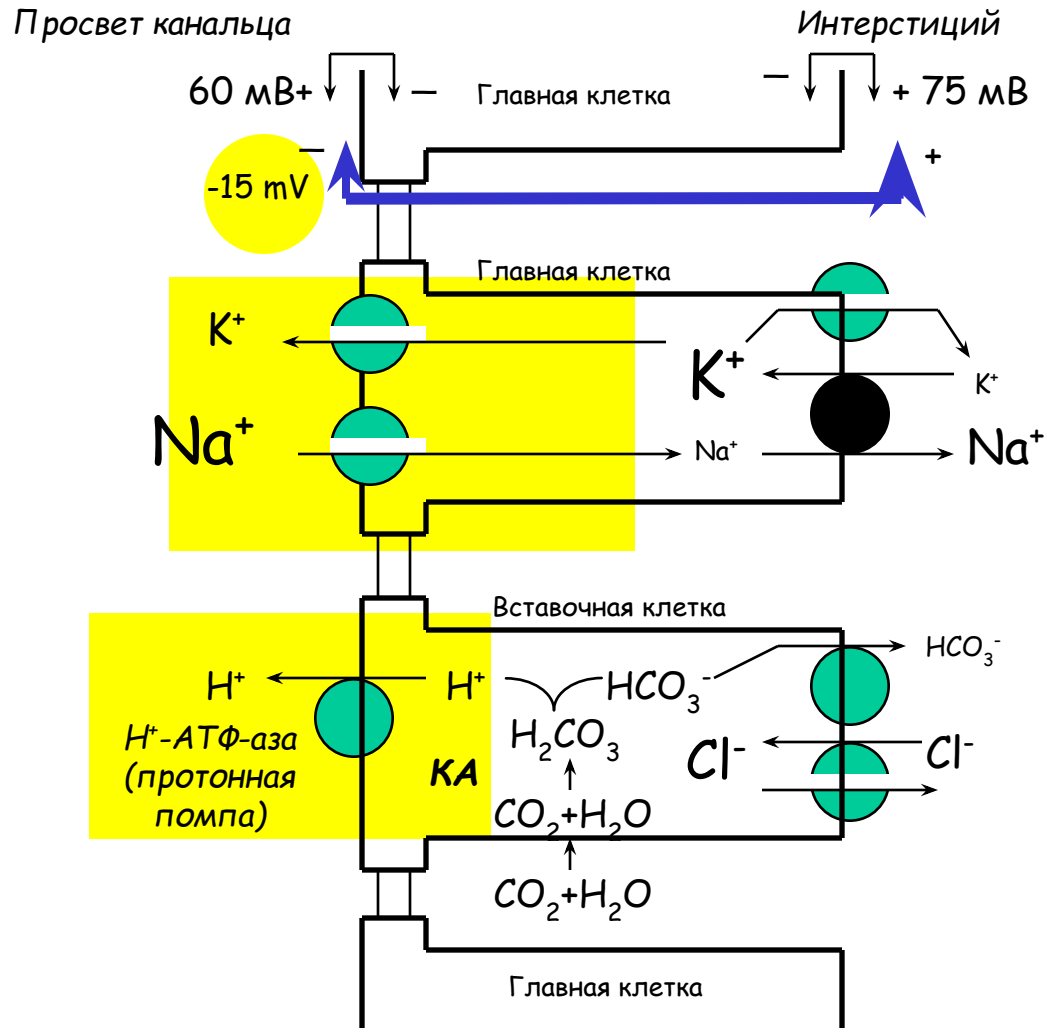 Просвет канальца Интерстиций
60 мВ+ — Главная клетка — + 75 мВ
— +
-15 mV
Главная клетка
K⁺ K⁺ K⁺
Na⁺ Na⁺ Na⁺
Вставочная клетка
H⁺ H⁺ HCO₃⁻ HCO₃⁻
H⁺-АТФ-аза
(протонная
помпа)
H₂CO₃
КА
Cl⁻ Cl⁻
CO₂+H₂O
CO₂+H₂O
Главная клетка